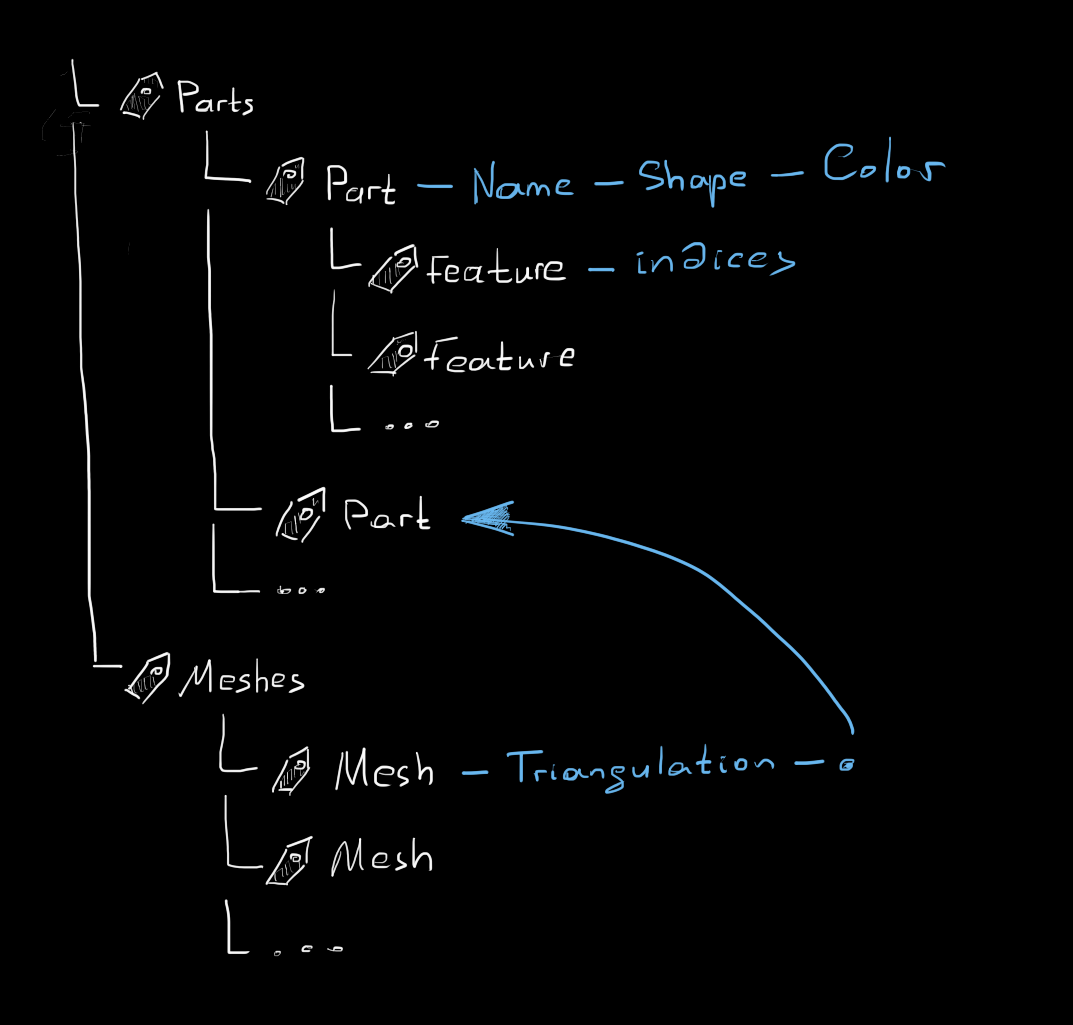 Parts
Part - Name - Shape - Color
Feature - indices
Feature
...
Part
...
Meshes
Mesh - Triangulation -
Mesh
...